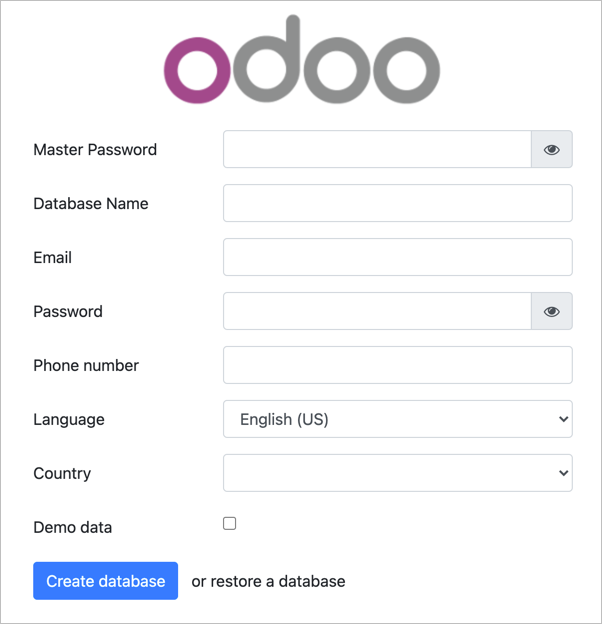 odoo
Master Password
Database Name
Email
Password
Phone number
Language English (US)
Country
Demo data
Create database or restore a database